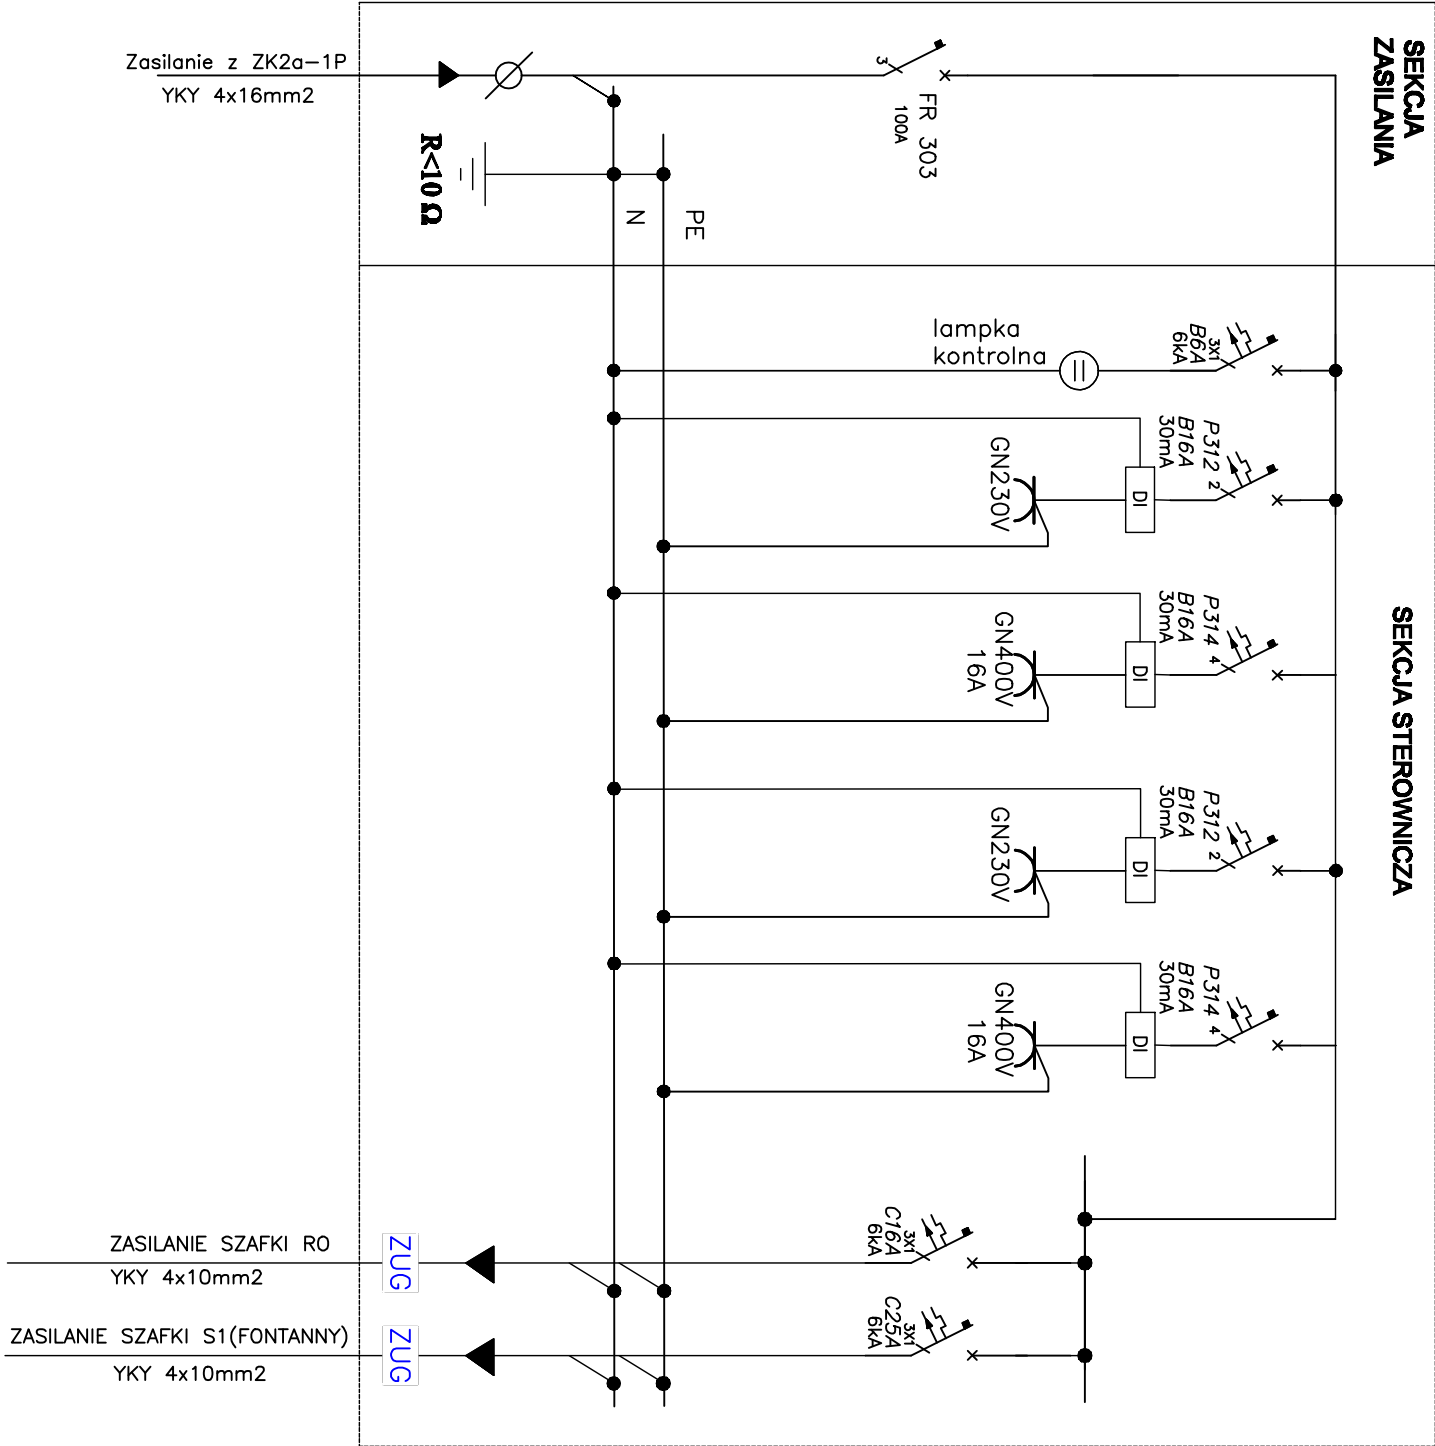 SEKCJA
ZASILANIA
Zasilanie z ZK2a-1P
YKY 4x16mm2
3
FR 303
100A
R<10 Ω
N
PE
SEKCJA STEROWNICZA
lampka
kontrolna
3X1
B6A
6kA
P312 2
B16A
30mA
DI
GN230V
P314 4
B16A
30mA
DI
GN400V
16A
P312 2
B16A
30mA
DI
GN230V
P314 4
B16A
30mA
DI
GN400V
16A
3X1
C16A
6kA
ZUG
ZASILANIE SZAFKI RO
YKY 4x10mm2
3X1
C25A
6kA
ZUG
ZASILANIE SZAFKI S1(FONTANNY)
YKY 4x10mm2